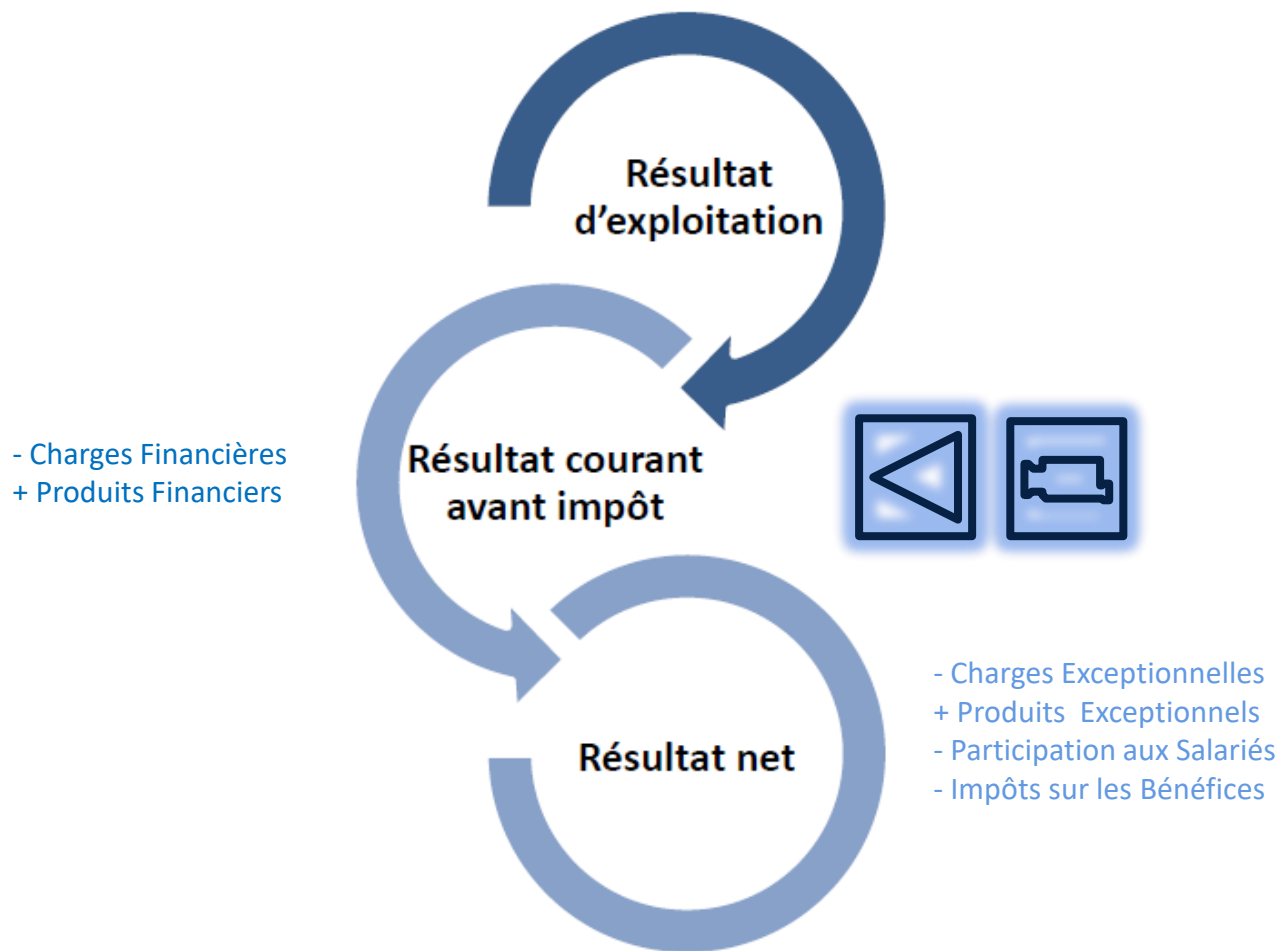 Résultat
d’exploitation
- Charges Financières
+ Produits Financiers
Résultat courant
avant impôt
- Charges Exceptionnelles
+ Produits  Exceptionnels
- Participation aux Salariés
- Impôts sur les Bénéfices
Résultat net